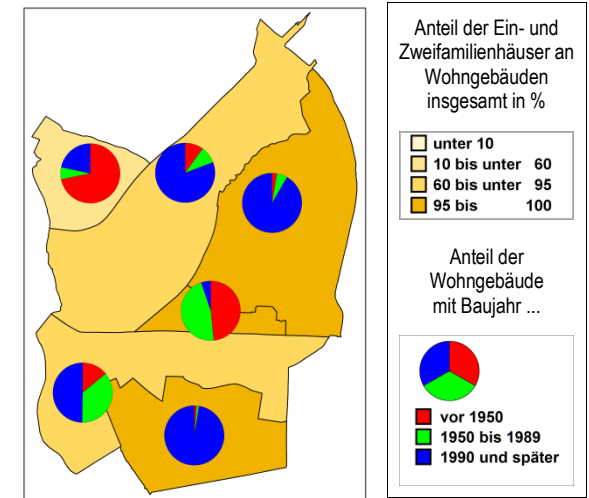 Anteil der Ein- und
Zweifamilienhäuser an
Wohngebäuden
insgesamt in %
unter 10
10 bis unter 60
60 bis unter 95
95 bis 100
Anteil der
Wohngebäude
mit Baujahr ...
vor 1950
1950 bis 1989
1990 und später